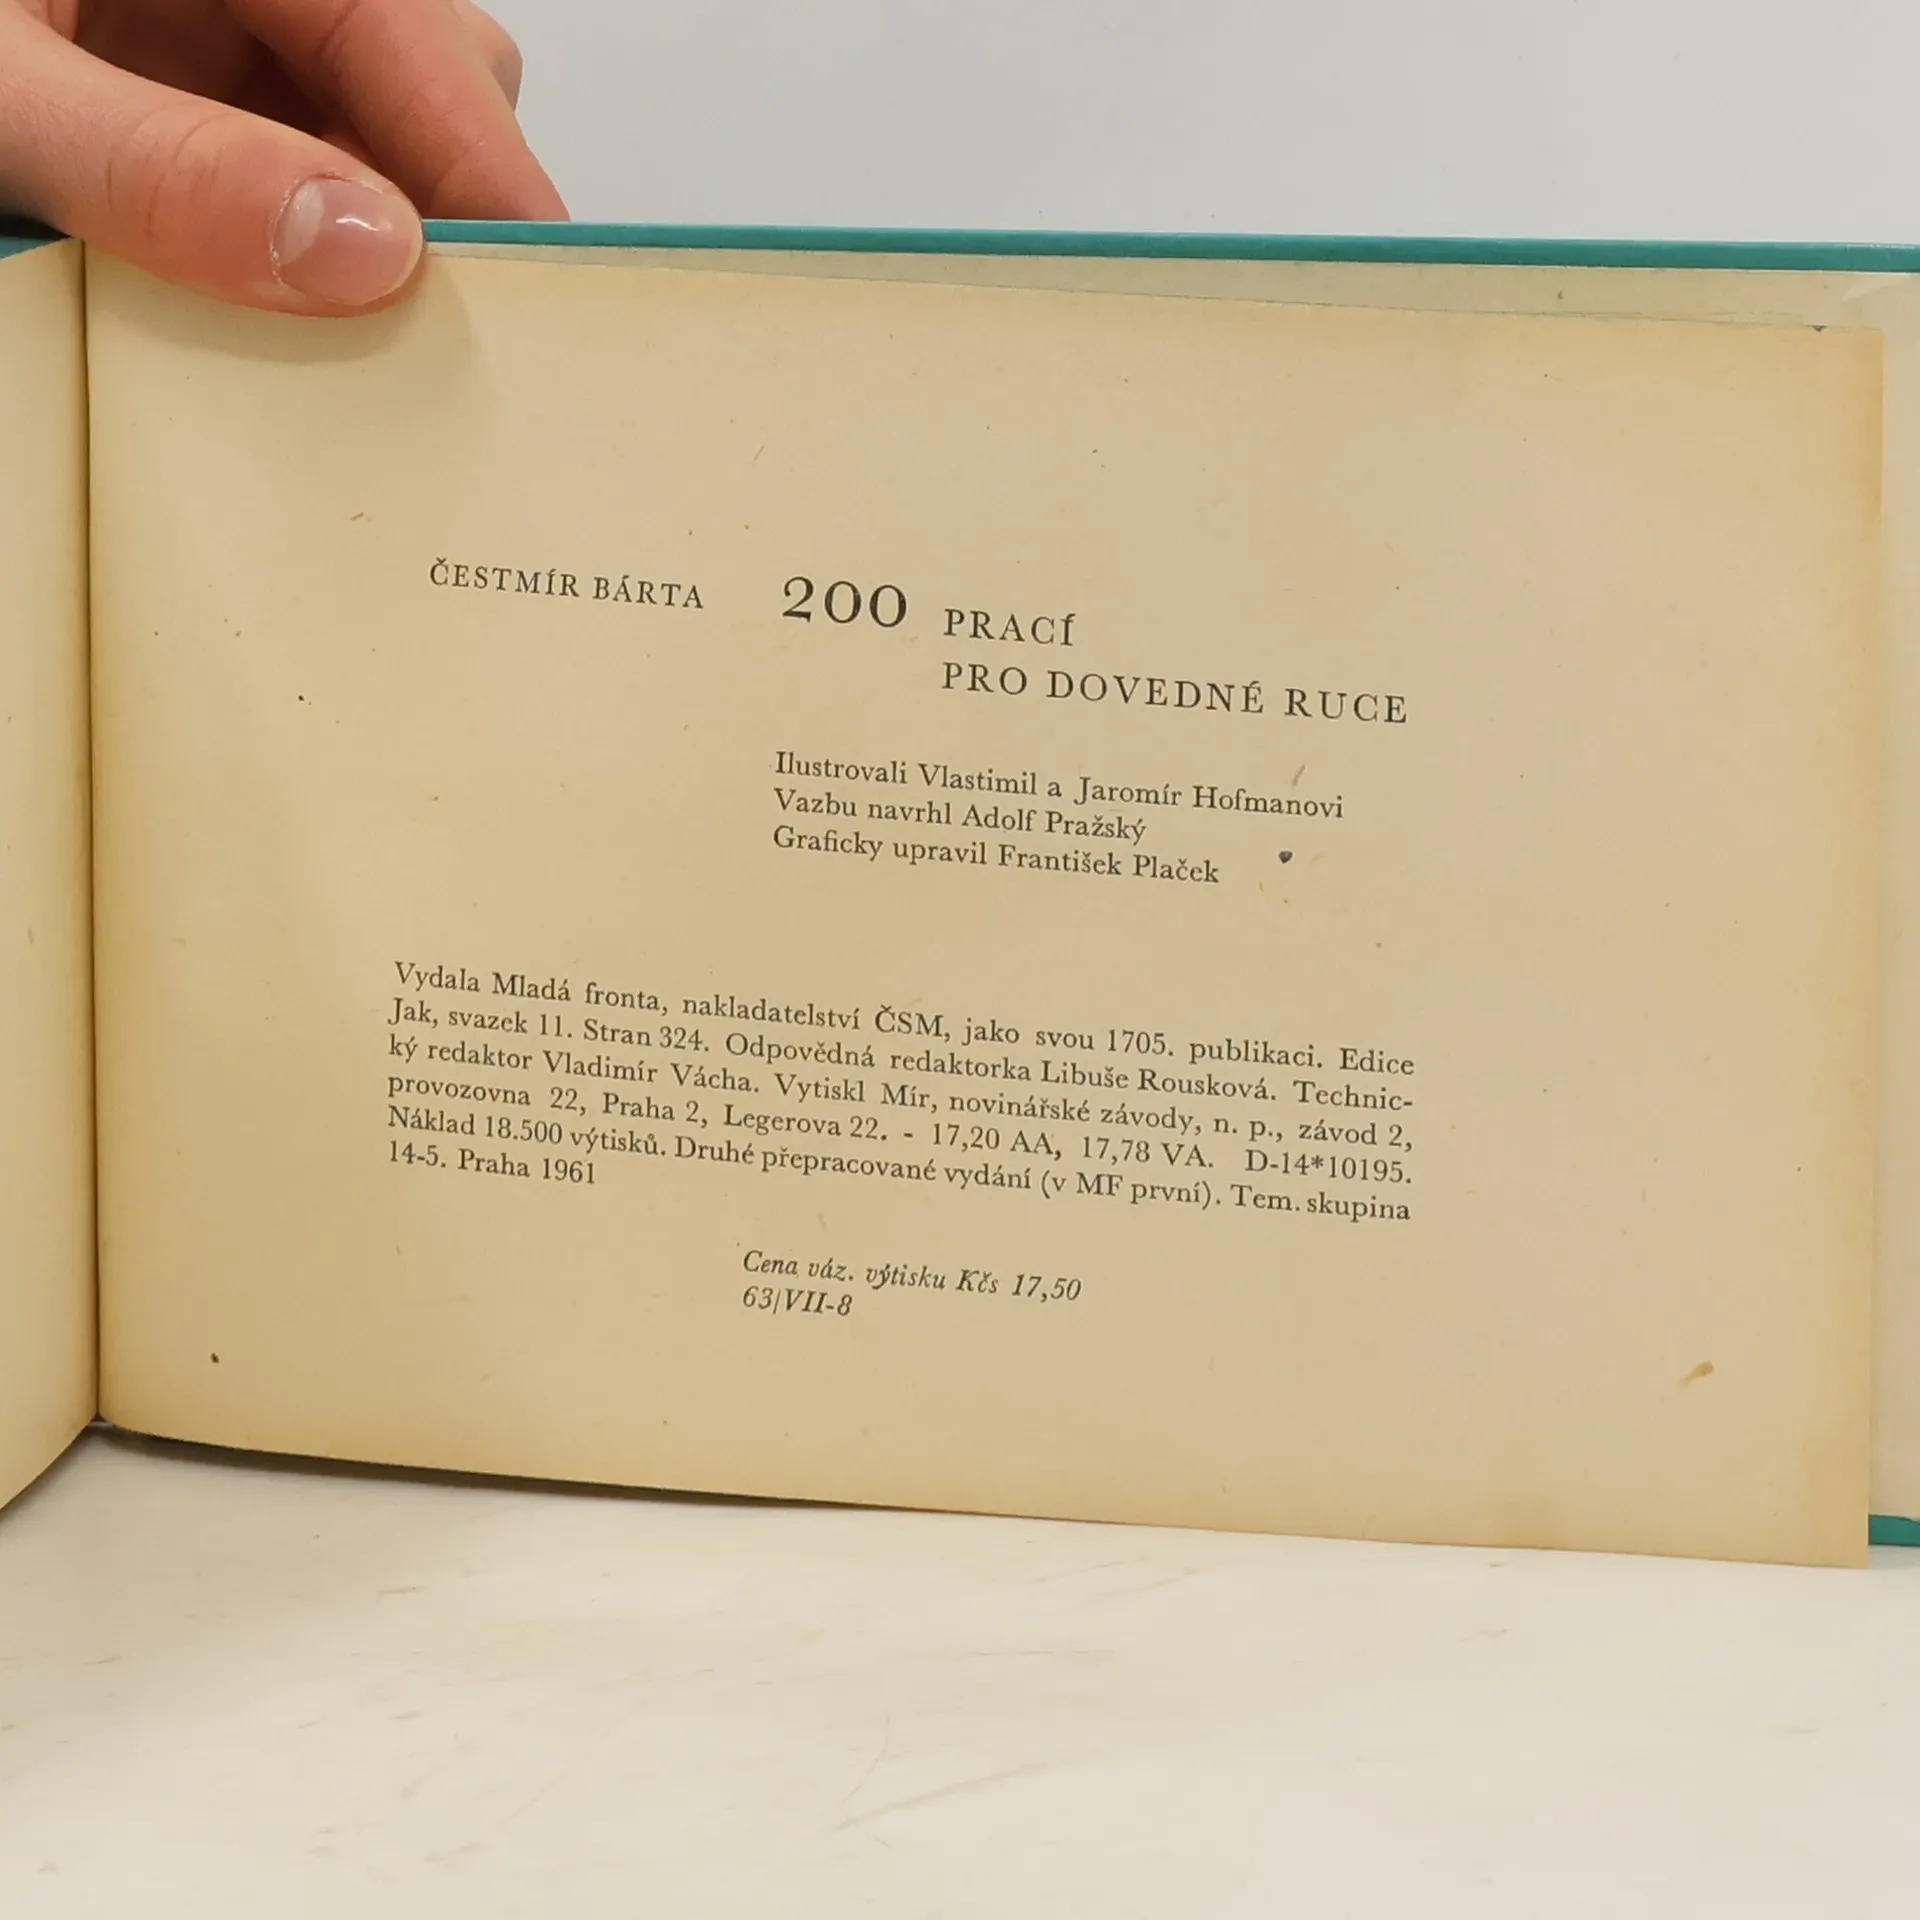 ČESTMÍR BÁRTA 200 PRACÍ
PRO DOVEDNÉ RUCE
Ilustrovali Vlastimil a Jaromír Hofmanovi
Vazbu navrhl Adolf Pražský
Graficky upravil František Plaček
Vydala Mladá fronta, nakladatelství ČSM, jako svou 1705. publikaci. Edice
Jak, svazek 11. Stran 324. Odpovědná redaktorka Libuše Rousková. Technic-
ký redaktor Vladimír Vácha. Vytiskl Mír, novinářské závody, n. p., závod 2,
provozovna 22, Praha 2, Legerova 22. - 17,20 AA, 17,78 VA. D-14*10195.
Náklad 18.500 výtisků. Druhé přepracované vydání (v MF první). Tem. skupina
14-5. Praha 1961
Cena váz. výtisku Kčs 17,50
63/VII-8